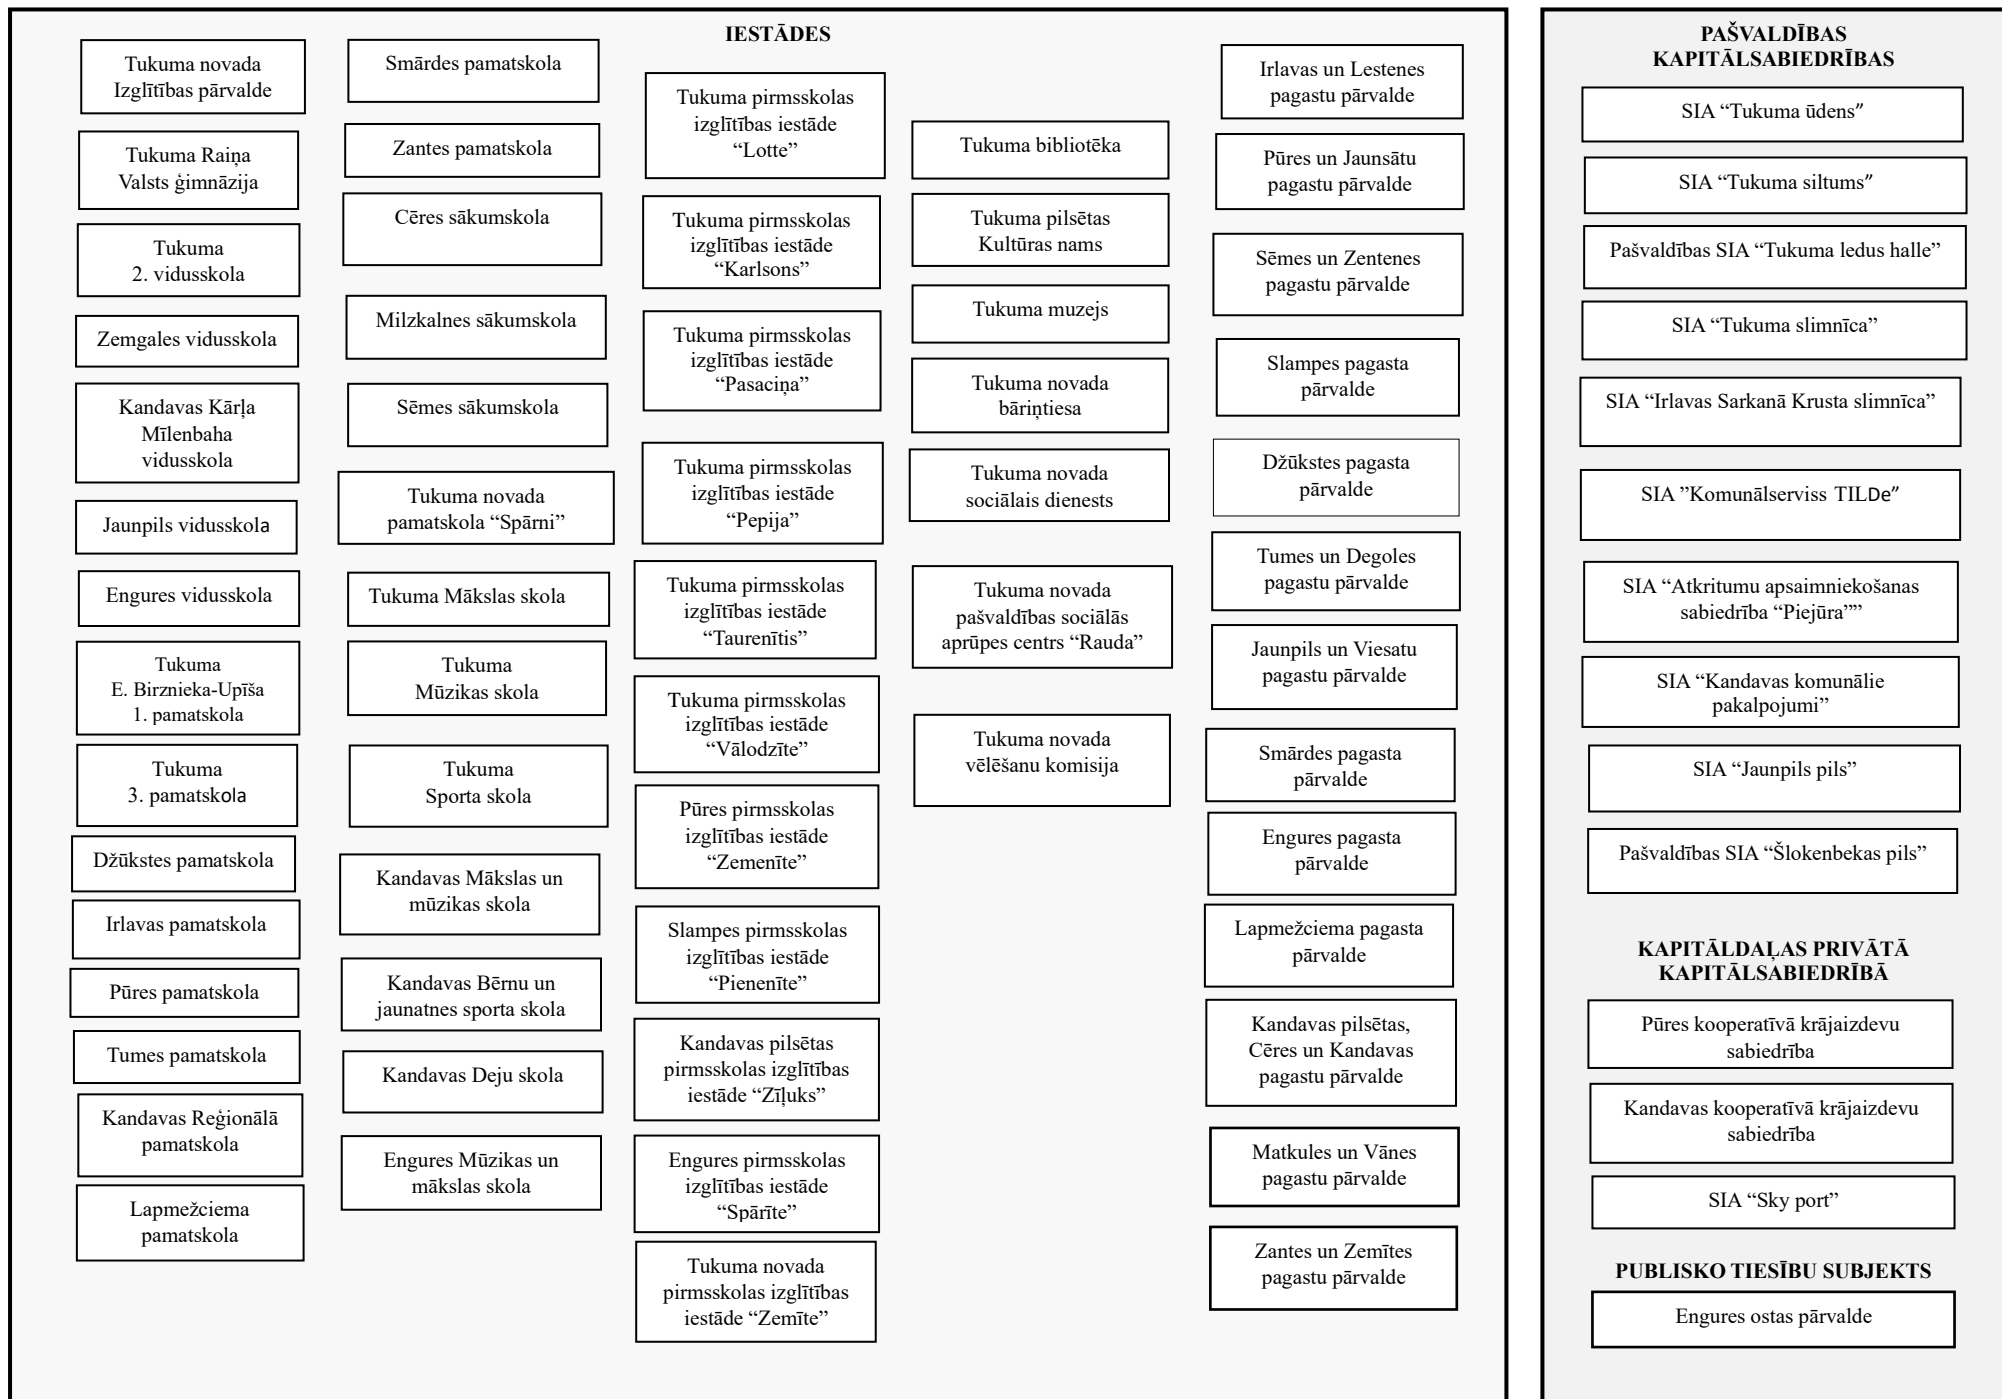 IESTĀDES
Tukuma novada
Izglītības pārvalde
Tukuma Raiņa
Valsts ģimnāzija
Tukuma
2. vidusskola
Zemgales vidusskola
Kandavas Kārļa
Mīlenbaha
vidusskola
Jaunpils vidusskola
Engures vidusskola
Tukuma
E. Birznieka-Upīša
1. pamatskola
Tukuma
3. pamatskola
Džūkstes pamatskola
Irlavas pamatskola
Pūres pamatskola
Tumes pamatskola
Kandavas Reģionālā
pamatskola
Lapmežciema
pamatskola
Smārdes pamatskola
Zantes pamatskola
Cēres sākumskola
Milzkalnes sākumskola
Sēmes sākumskola
Tukuma novada
pamatskola “Spārni”
Tukuma Mākslas skola
Tukuma
Mūzikas skola
Tukuma
Sporta skola
Kandavas Mākslas un
mūzikas skola
Kandavas Bērnu un
jaunatnes sporta skola
Kandavas Deju skola
Engures Mūzikas un
mākslas skola
Tukuma pirmsskolas
izglītības iestāde
“Lotte”
Tukuma pirmsskolas
izglītības iestāde
“Karlsons”
Tukuma pirmsskolas
izglītības iestāde
“Pasaciņa”
Tukuma pirmsskolas
izglītības iestāde
“Pepija”
Tukuma pirmsskolas
izglītības iestāde
“Taurenītis”
Tukuma pirmsskolas
izglītības iestāde
“Vālodzīte”
Pūres pirmsskolas
izglītības iestāde
“Zemenīte”
Slampes pirmsskolas
izglītības iestāde
“Pienenīte”
Kandavas pilsētas
pirmsskolas izglītības
iestāde “Zīļuks”
Engures pirmsskolas
izglītības iestāde
“Spārīte”
Tukuma novada
pirmsskolas izglītības
iestāde “Zemīte”
Tukuma bibliotēka
Tukuma pilsētas
Kultūras nams
Tukuma muzejs
Tukuma novada
bāriņtiesa
Tukuma novada
sociālais dienests
Tukuma novada
pašvaldības sociālās
aprūpes centrs “Rauda”
Tukuma novada
vēlēšanu komisija
Irlavas un Lestenes
pagastu pārvalde
Pūres un Jaunsātu
pagastu pārvalde
Sēmes un Zentenes
pagastu pārvalde
Slampes pagasta
pārvalde
Džūkstes pagasta
pārvalde
Tumes un Degoles
pagastu pārvalde
Jaunpils un Viesatu
pagastu pārvalde
Smārdes pagasta
pārvalde
Engures pagasta
pārvalde
Lapmežciema pagasta
pārvalde
Kandavas pilsētas,
Cēres un Kandavas
pagastu pārvalde
Matkules un Vānes
pagastu pārvalde
Zantes un Zemītes
pagastu pārvalde
PAŠVALDĪBAS
KAPITĀLSABIEDRĪBAS
SIA “Tukuma ūdens”
SIA “Tukuma siltums”
Pašvaldības SIA “Tukuma ledus halle”
SIA “Tukuma slimnīca”
SIA “Irlavas Sarkanā Krusta slimnīca”
SIA ”Komunālserviss TILDe”
SIA “Atkritumu apsaimniekošanas
sabiedrība “Piejūra””
SIA “Kandavas komunālie
pakalpojumi”
SIA “Jaunpils pils”
Pašvaldības SIA “Šlokenbekas pils”
KAPITĀLDAĻAS PRIVĀTĀ
KAPITĀLSABIEDRĪBĀ
Pūres kooperatīvā krājaizdevu
sabiedrība
Kandavas kooperatīvā krājaizdevu
sabiedrība
SIA “Sky port”
PUBLISKO TIESĪBU SUBJEKTS
Engures ostas pārvalde